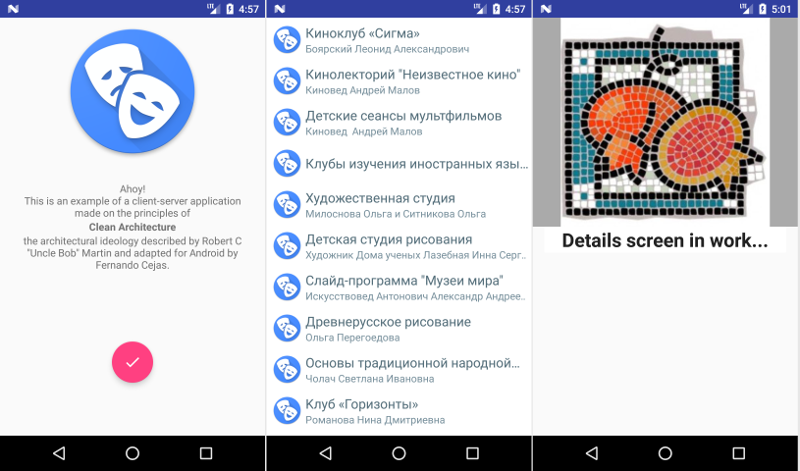 LTE 4:57
Ahoy!
This is an example of a client-server application
made on the principles of
Clean Architecture
the architectural ideology described by Robert C
"Uncle Bob" Martin and adapted for Android by
Fernando Cejas.
LTE 4:57
Киноклуб «Сигма»
Боярский Леонид Александрович
Кинолекторий "Неизвестное кино"
Киновед Андрей Малов
Детские сеансы мультфильмов
Киновед Андрей Малов
Клубы изучения иностранных язы...
Художественная студия
Милоснова Ольга и Ситникова Ольга
Детская студия рисования
Художник Дома ученых Лазебная Инна Серг...
Слайд-программа "Музеи мира"
Искусствовед Антонович Александр Андрее...
Древнерусское рисование
Ольга Перегоедова
Основы традиционной народной...
Чолач Светлана Ивановна
Клуб «Горизонты»
Романова Нина Дмитриевна
LTE 5:01
Details screen in work...